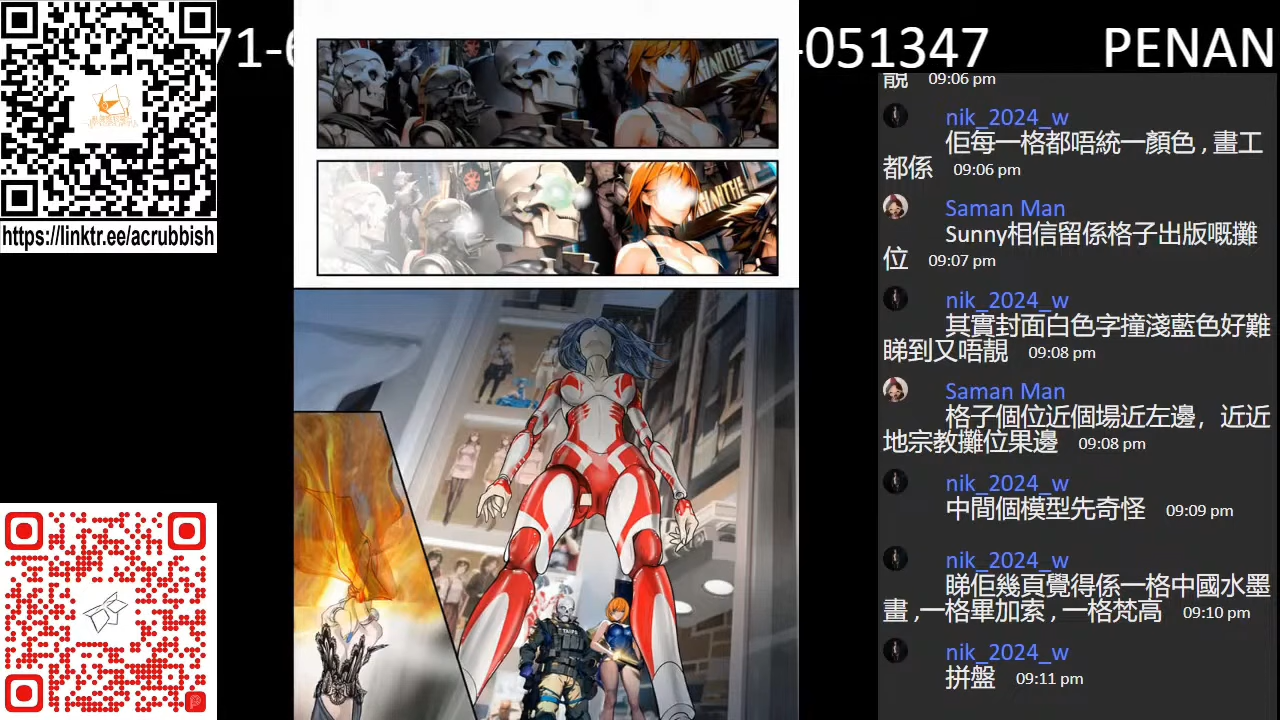 71-6
-051347
PENAN
https://linktr.ee/acrubbish
MARTHE
MARTHE
TAIPO
靚 09:06 pm
nik_2024_w
佢每一格都唔統一顏色 , 畫工
都係 09:06 pm
Saman Man
Sunny相信留係格子出版嘅攤
位 09:07 pm
nik_2024_w
其實封面白色字撞淺藍色好難
睇到又唔靚 09:08 pm
Saman Man
格子個位近個場近左邊，近近
地宗教攤位果邊 09:08 pm
nik_2024_w
中間個模型先奇怪 09:09 pm
nik_2024_w
睇佢幾頁覺得係一格中國水墨
畫 , 一格畢加索 , 一格梵高 09:10 pm
nik_2024_w
拼盤 09:11 pm